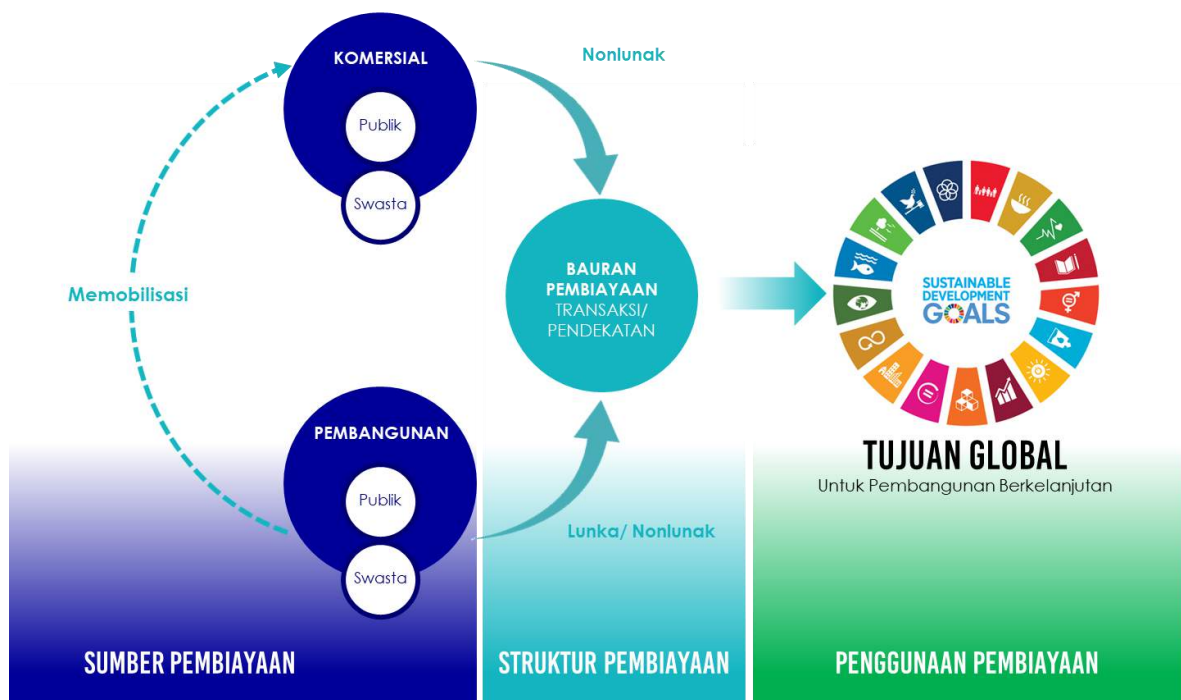 KOMERSIAL
Publik
Swasta
Nonlunak
Memobilisasi
BAURAN
PEMBIAYAAN
TRANSAKSI/
PENDEKATAN
PEMBANGUNAN
Publik
Swasta
Lunka/ Nonlunak
SUSTAINABLE
DEVELOPMENT
GOALS
TUJUAN GLOBAL
Untuk Pembangunan Berkelanjutan
SUMBER PEMBIAYAAN
STRUKTUR PEMBIAYAAN
PENGGUNAAN PEMBIAYAAN